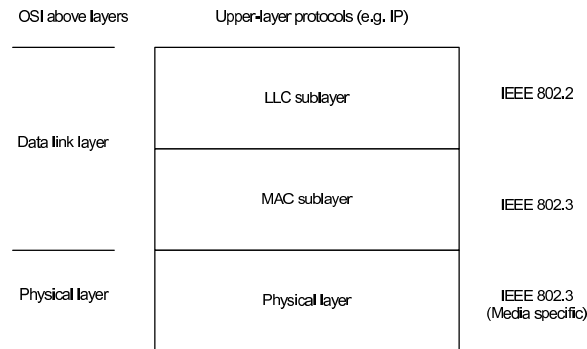 OSI above layers
Upper-layer protocols (e.g. IP)
LLC sublayer
IEEE 802.2
Data link layer
MAC sublayer
IEEE 802.3
Physical layer
Physical layer
IEEE 802.3
(Media specific)